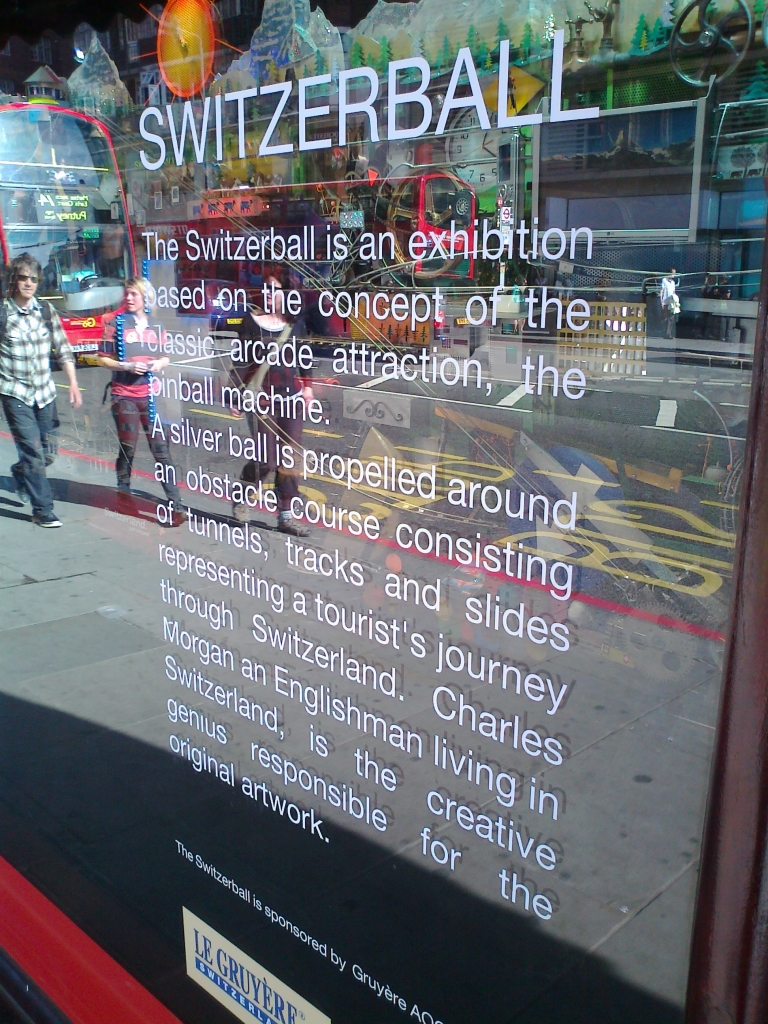 SWITZERBALL
The Switzerball is an exhibition
based on the concept of the
classic arcade attraction, the
pinball machine.
A silver ball is propelled around
an obstacle course consisting
of tunnels, tracks and slides
representing a tourist's journey
through Switzerland. Charles
Morgan an Englishman living in
Switzerland, is the creative
genius responsible for the
original artwork.
The Switzerball is sponsored by Gruyère AOC
LE GRUYÈRE®
14
Putney